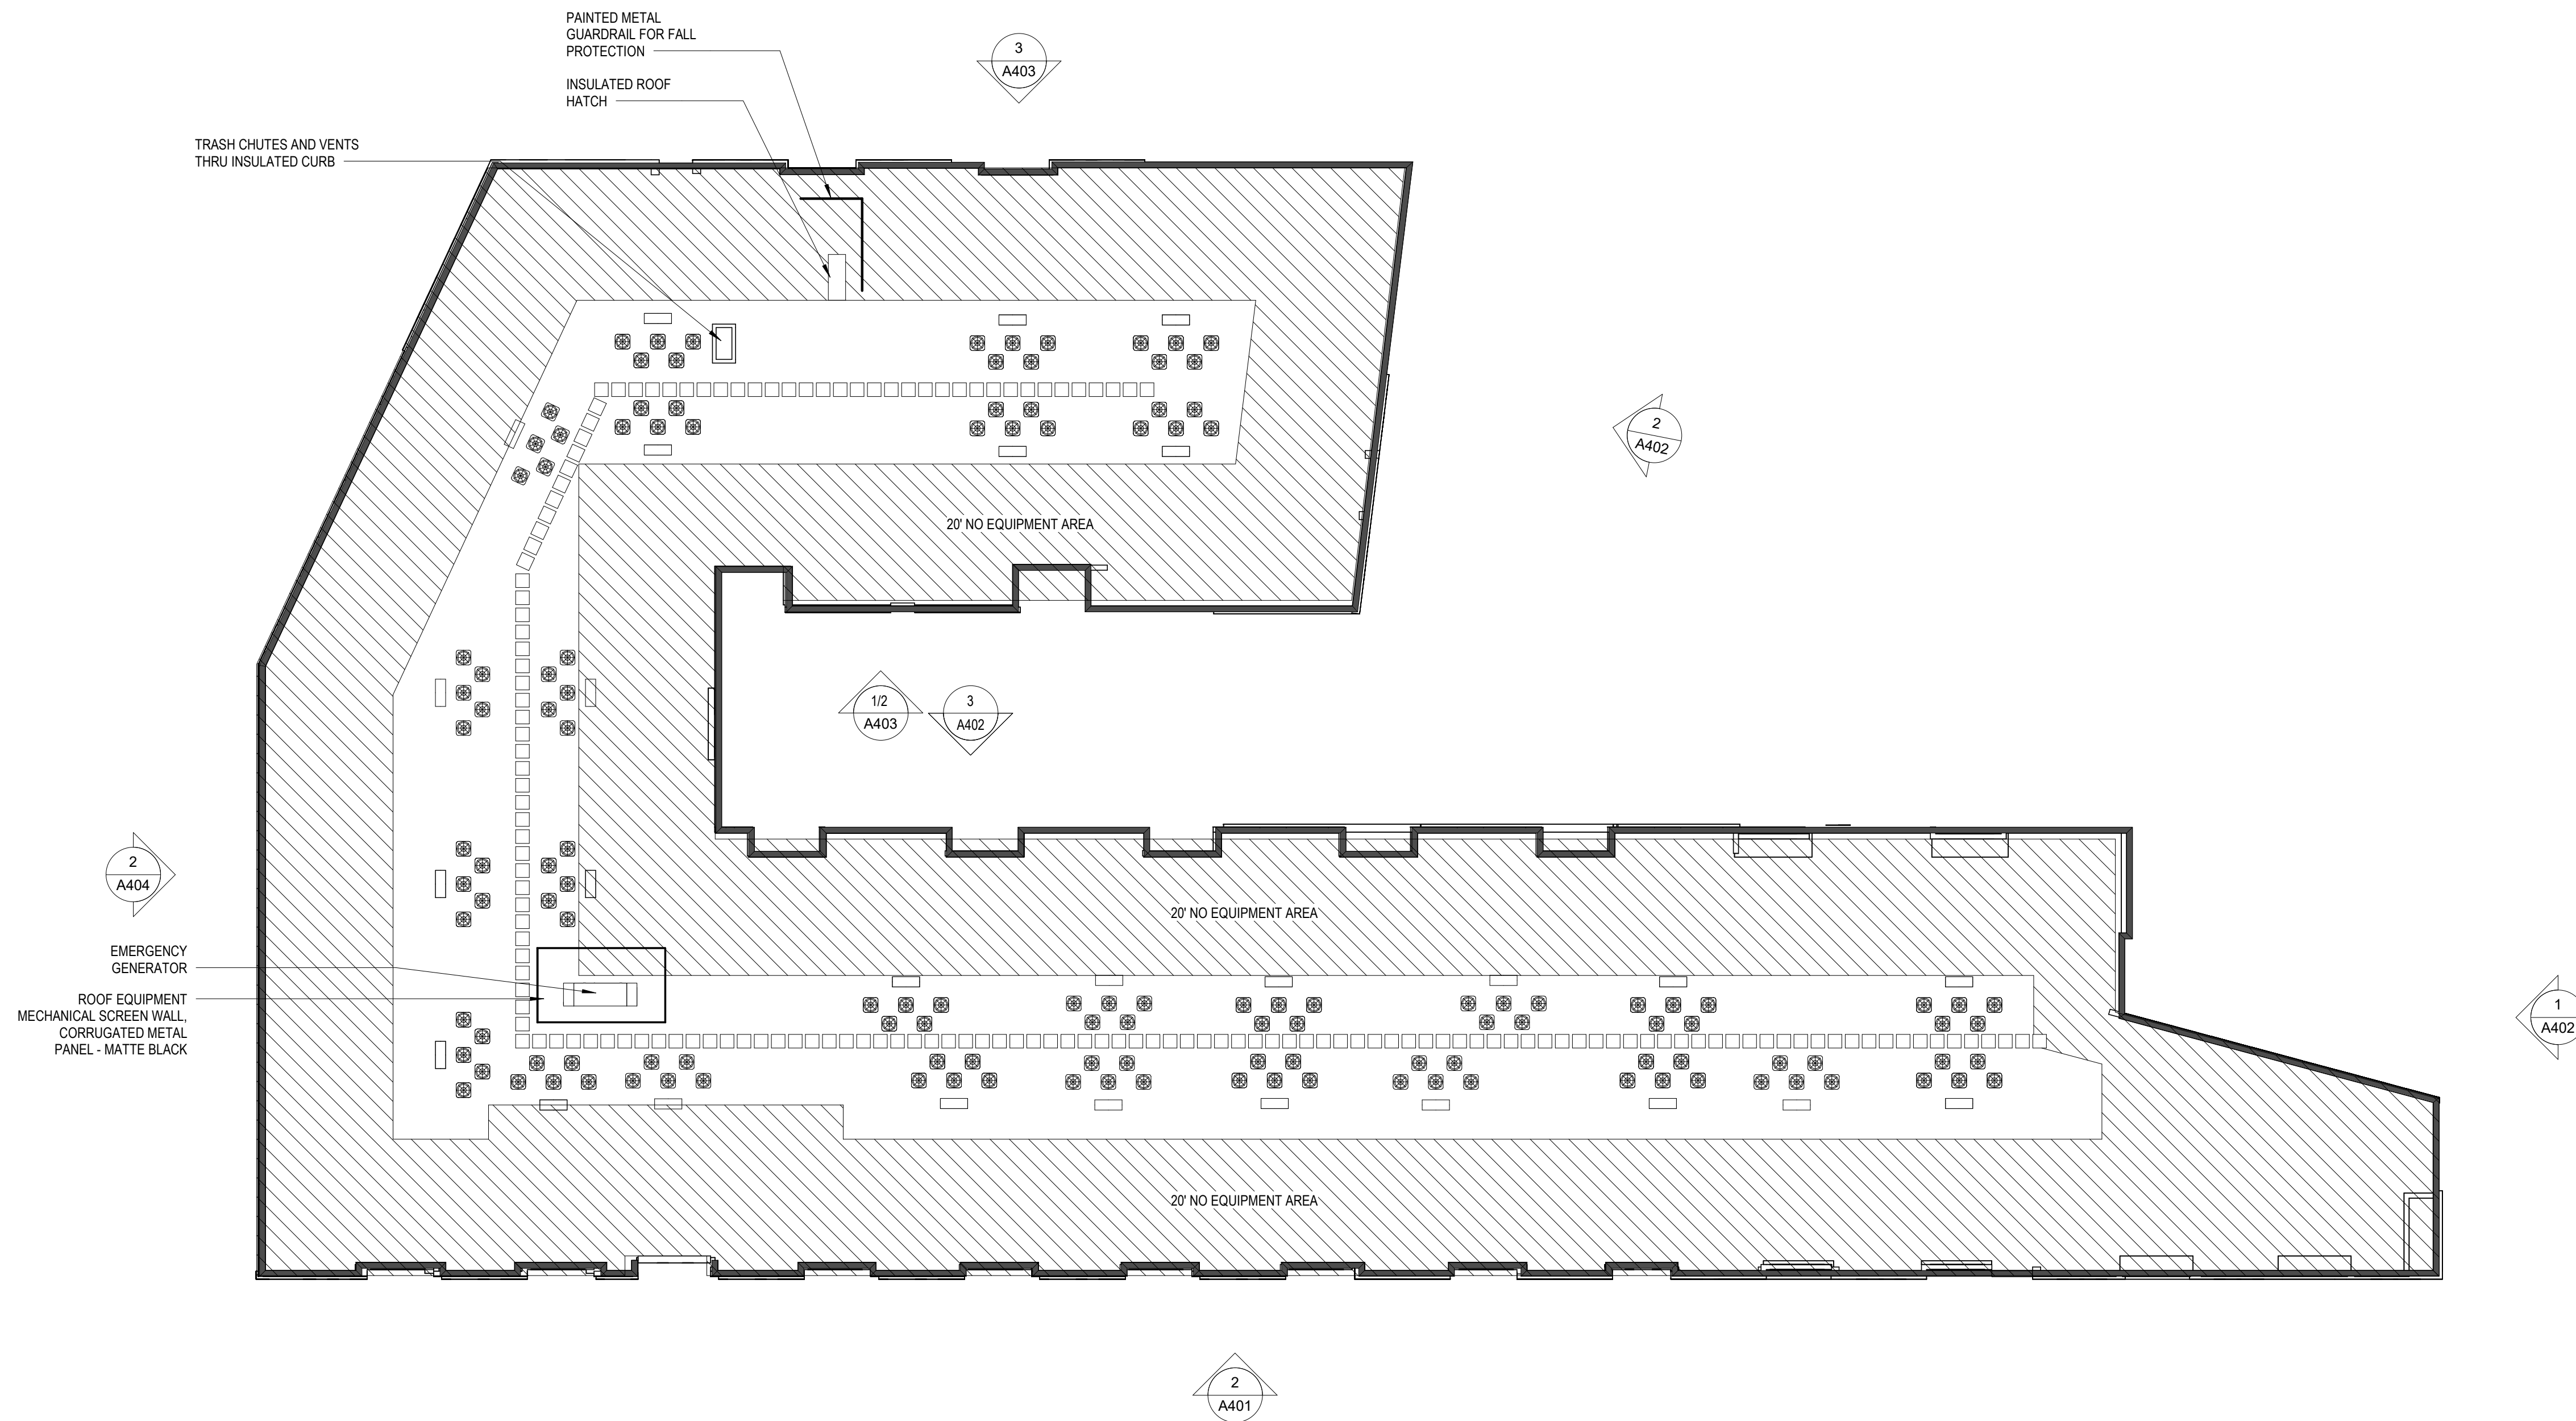 PAINTED METAL
GUARDRAIL FOR FALL
PROTECTION
INSULATED ROOF
HATCH
3
A403
TRASH CHUTES AND VENTS
THRU INSULATED CURB
2
A402
20' NO EQUIPMENT AREA
1/2
A403
3
A402
2
A404
20' NO EQUIPMENT AREA
EMERGENCY
GENERATOR
ROOF EQUIPMENT
MECHANICAL SCREEN WALL,
CORRUGATED METAL
PANEL - MATTE BLACK
1
A402
20' NO EQUIPMENT AREA
2
A401